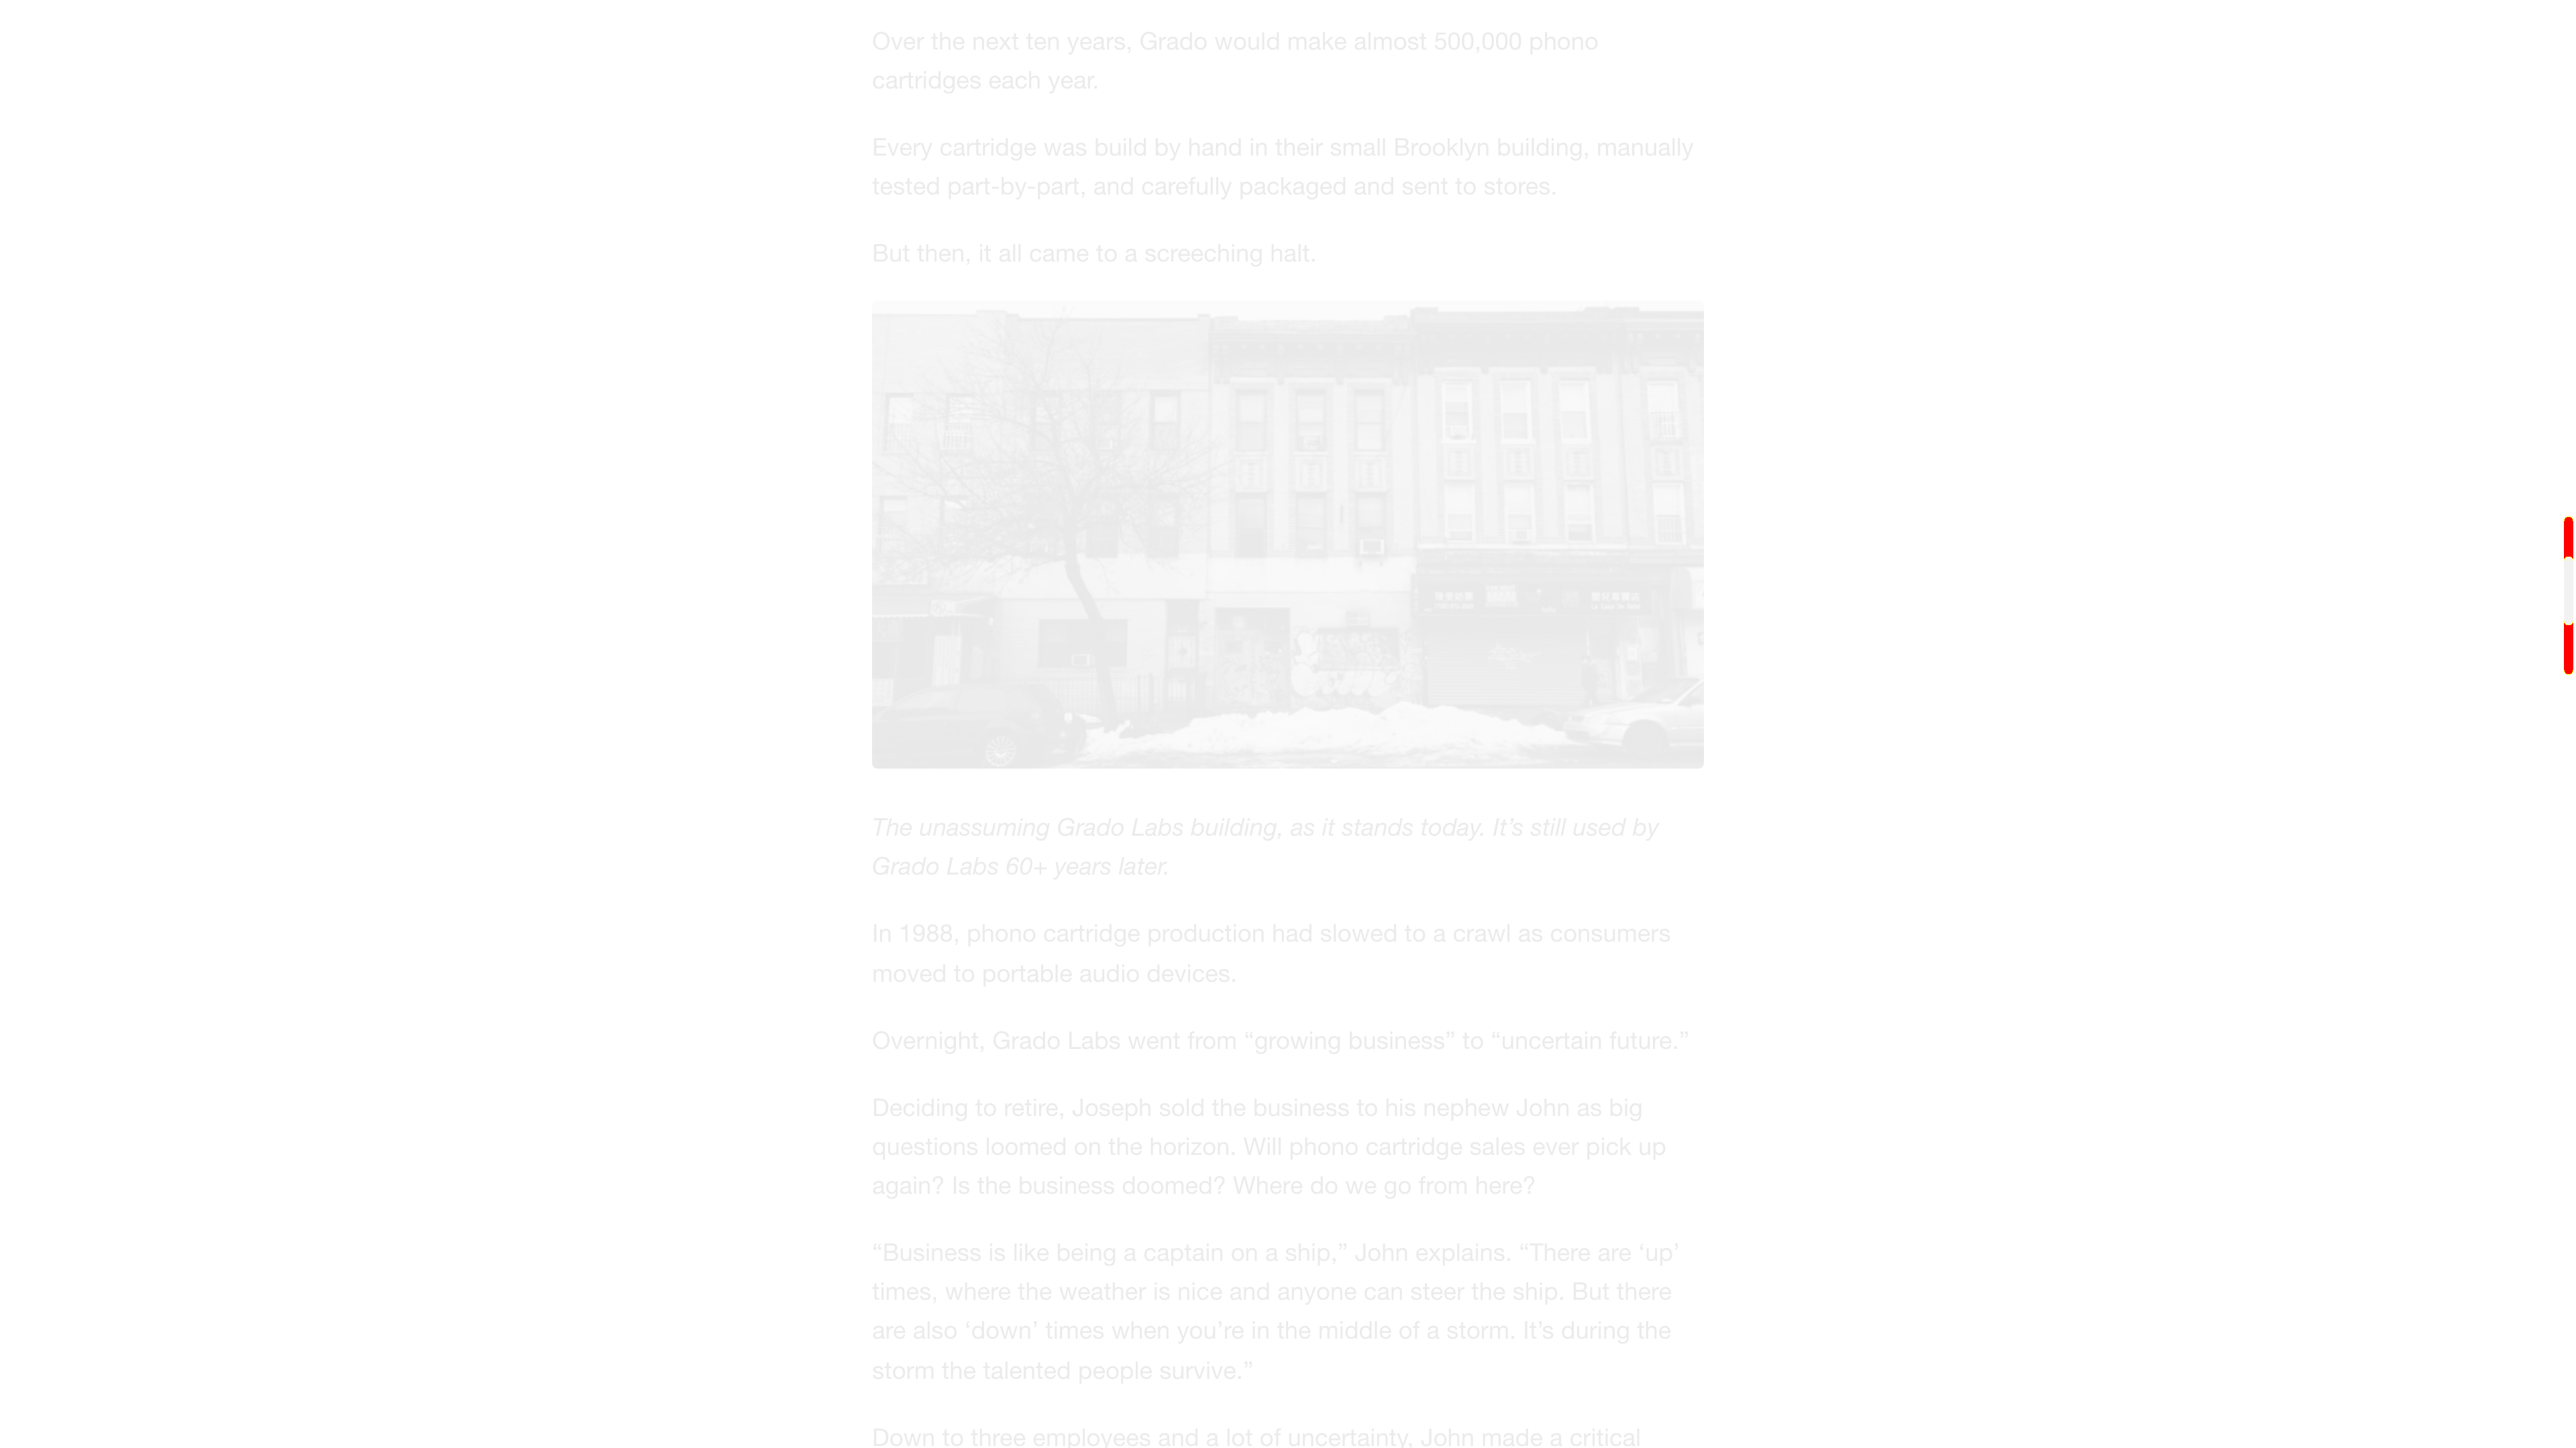 Over the next ten years, Grado would make almost 500,000 phono
cartridges each year.
Every cartridge was build by hand in their small Brooklyn building, manually
tested part-by-part, and carefully packaged and sent to stores.
But then, it all came to a screeching halt.
The unassuming Grado Labs building, as it stands today. It’s still used by
Grado Labs 60+ years later.
In 1988, phono cartridge production had slowed to a crawl as consumers
moved to portable audio devices.
Overnight, Grado Labs went from “growing business” to “uncertain future.”
Deciding to retire, Joseph sold the business to his nephew John as big
questions loomed on the horizon. Will phono cartridge sales ever pick up
again? Is the business doomed? Where do we go from here?
“Business is like being a captain on a ship,” John explains. “There are ‘up’
times, where the weather is nice and anyone can steer the ship. But there
are also ‘down’ times when you’re in the middle of a storm. It’s during the
storm the talented people survive.”
Down to three employees and a lot of uncertainty, John made a critical